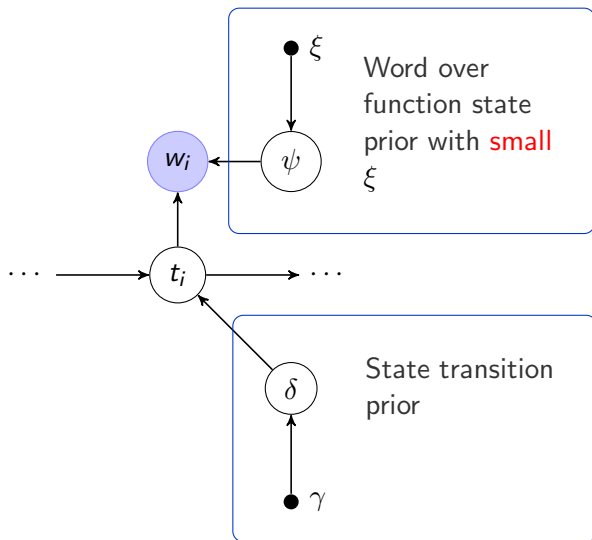 ξ
Word over
function state
prior with small
ξ
w_i
ψ
⋯
t_i
⋯
State transition
prior
δ
γ